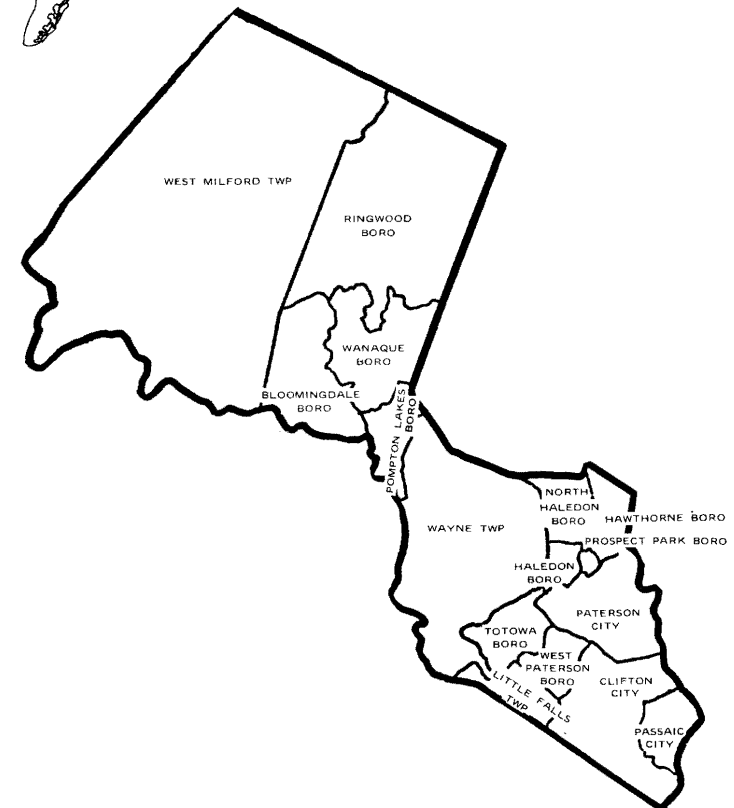 WEST MILFORD TWP
RINGWOOD
BORO
WANAQUE
BORO
BLOOMINGDALE
BORO
POMPTON LAKES
BORO
NORTH
HALEDON
BORO
HAWTHORNE BORO
WAYNE TWP
PROSPECT PARK BORO
HALEDON
BORO
PATERSON
CITY
TOTOWA
BORO
WEST
PATERSON
BORO
CLIFTON
CITY
LITTLE FALLS
TWP
PASSAIC
CITY